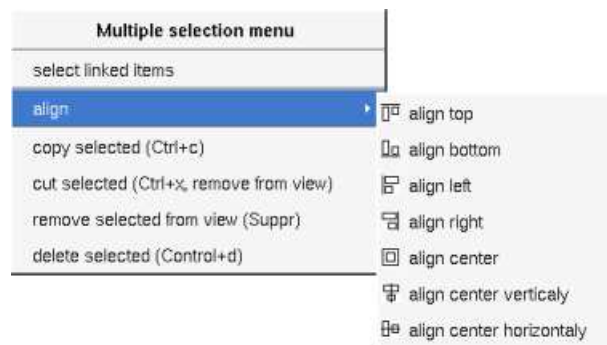 Multiple selection menu
select linked items
align
copy selected (Ctrl+c)
cut selected (Ctrl+x, remove from view)
remove selected from view (Suppr)
delete selected (Control+d)
align top
align bottom
align left
align right
align center
align center verticaly
align center horizontaly